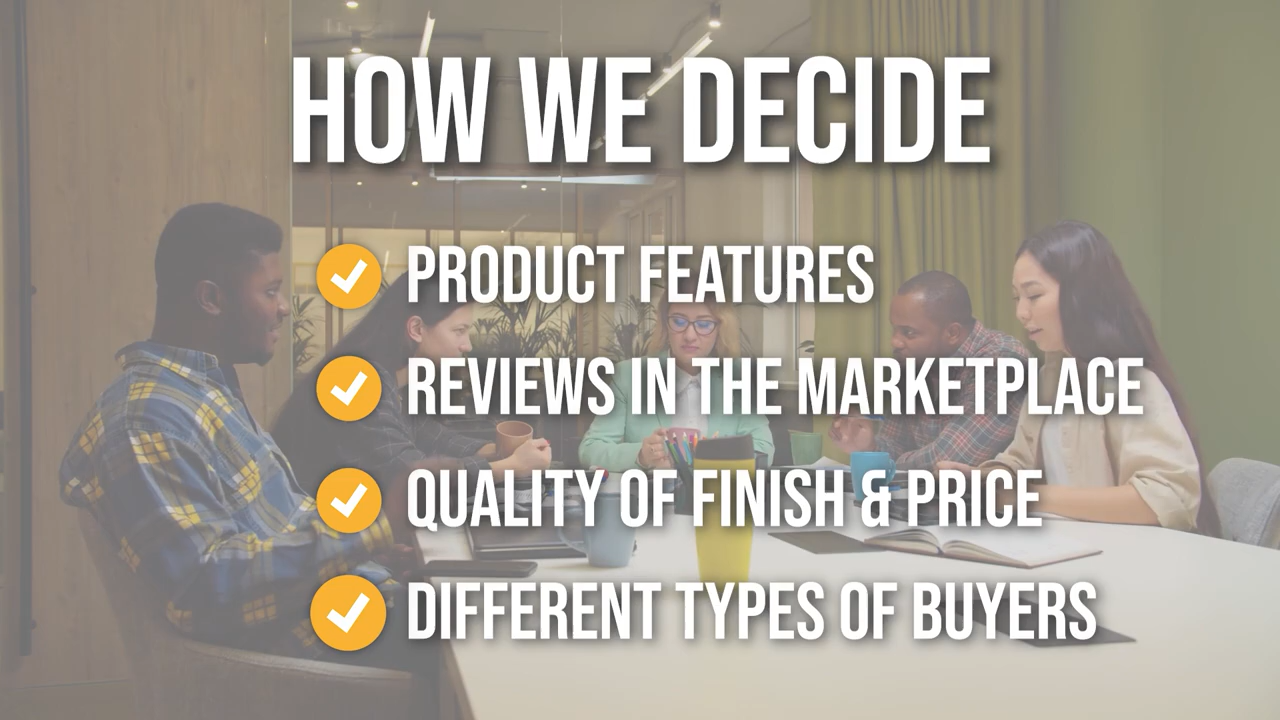 HOW WE DECIDE
PRODUCT FEATURES
REVIEWS IN THE MARKETPLACE
QUALITY OF FINISH & PRICE
DIFFERENT TYPES OF BUYERS